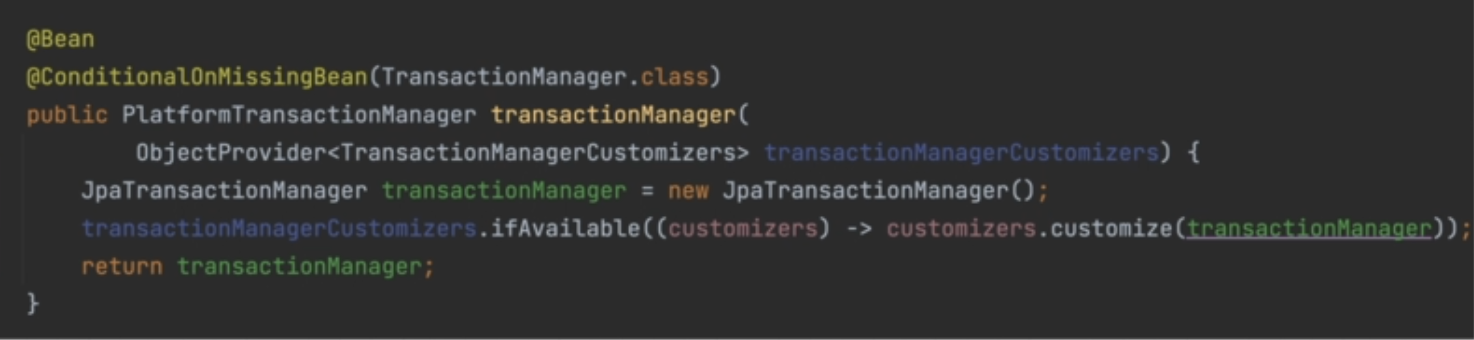 @Bean
@ConditionalOnMissingBean(TransactionManager.class)
public PlatformTransactionManager transactionManager(
ObjectProvider<TransactionManagerCustomizers> transactionManagerCustomizers) {
JpaTransactionManager transactionManager = new JpaTransactionManager();
transactionManagerCustomizers.ifAvailable((customizers) -> customizers.customize(transactionManager));
return transactionManager;
}